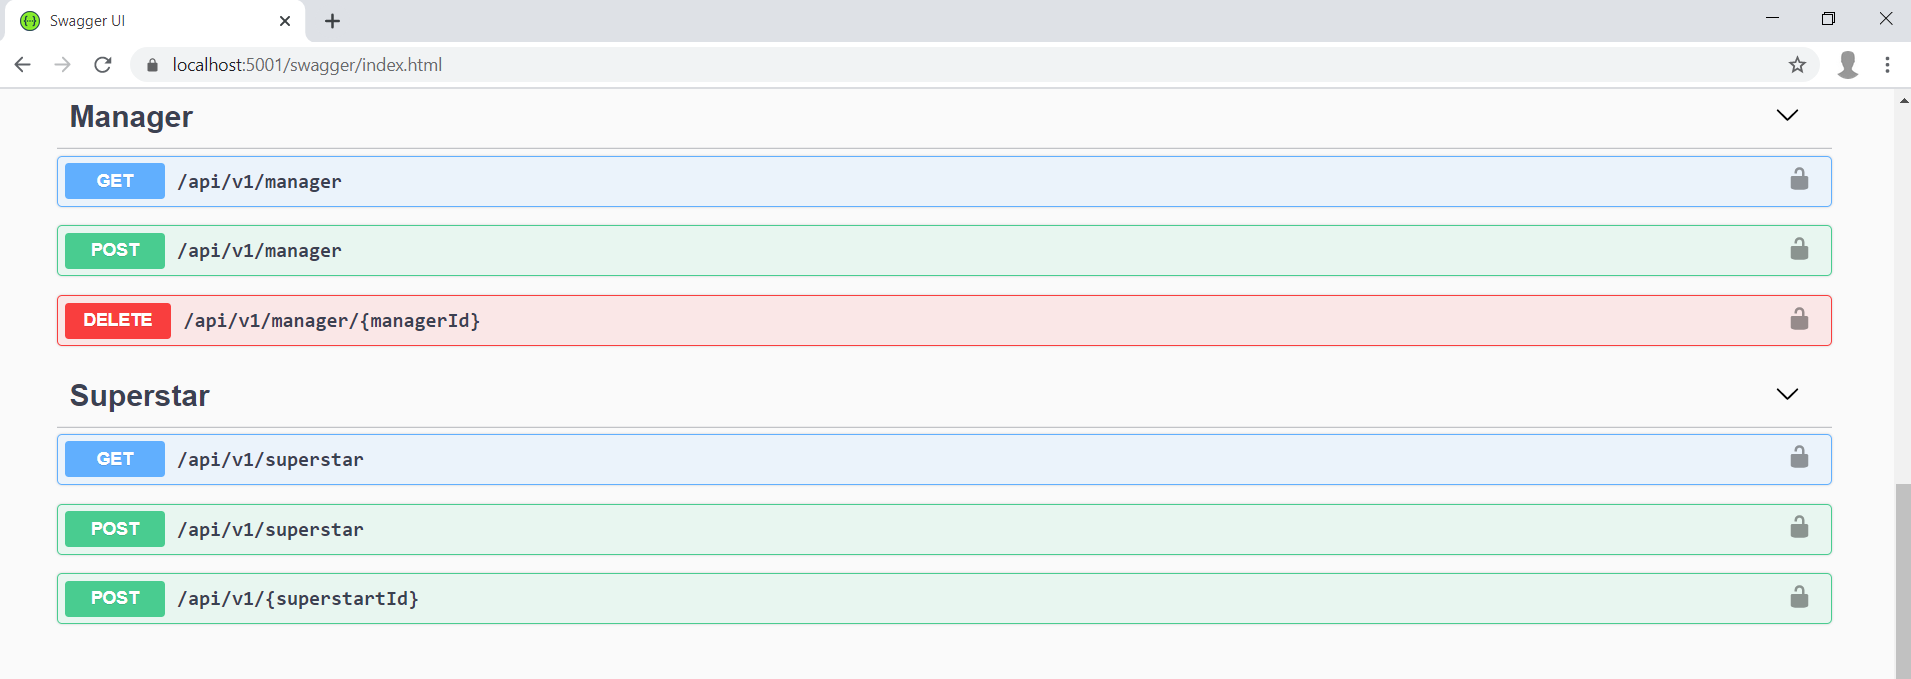 Swagger UI
localhost:5001/swagger/index.html
Manager
GET /api/v1/manager
POST /api/v1/manager
DELETE /api/v1/manager/{managerId}
Superstar
GET /api/v1/superstar
POST /api/v1/superstar
POST /api/v1/{superstartId}